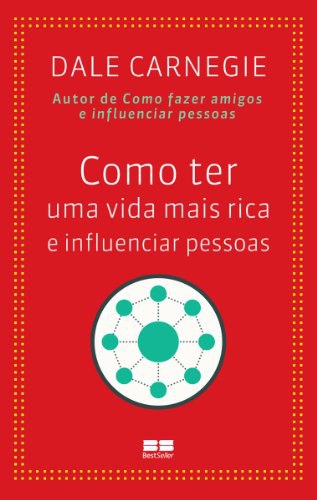 DALE CARNEGIE
Autor de Como fazer amigos
e influenciar pessoas
Como ter
uma vida mais rica
e influenciar pessoas
BestSeller